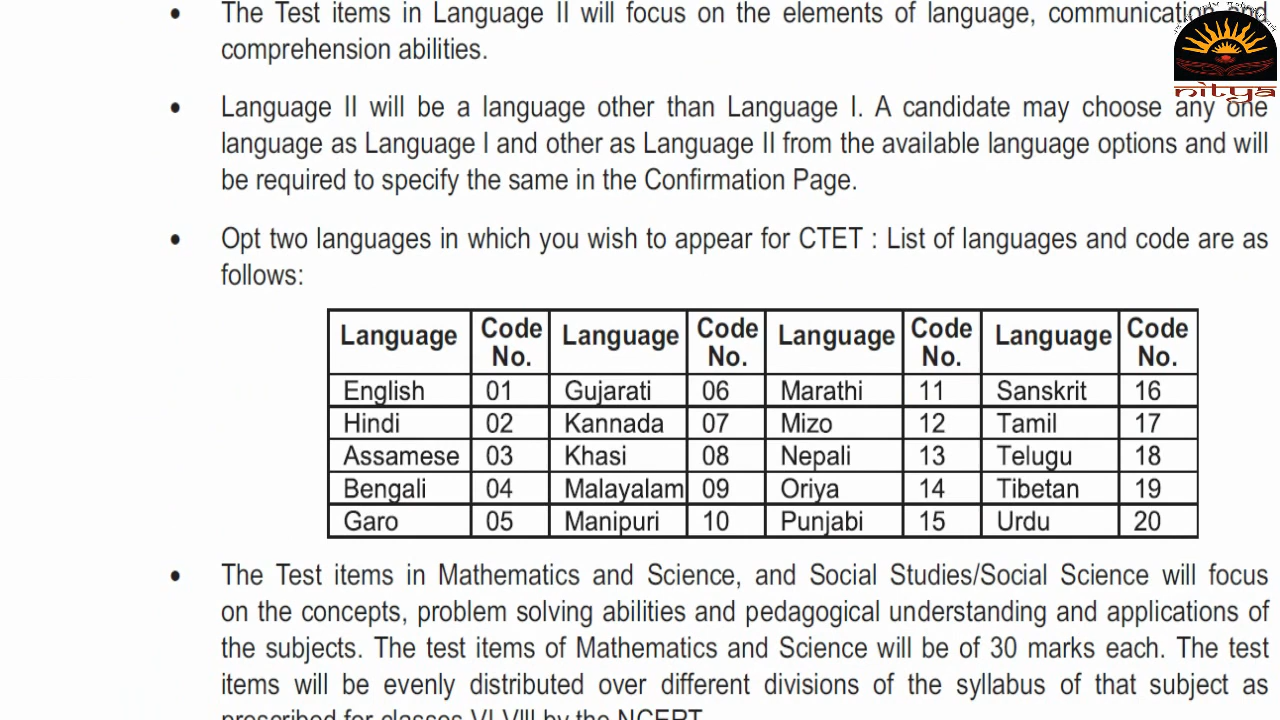 • The Test items in Language II will focus on the elements of language, communication and
comprehension abilities.
• Language II will be a language other than Language I. A candidate may choose any one
language as Language I and other as Language II from the available language options and will
be required to specify the same in the Confirmation Page.
• Opt two languages in which you wish to appear for CTET : List of languages and code are as
follows:
Language Code No. Language Code No. Language Code No. Language Code No.
English 01 Gujarati 06 Marathi 11 Sanskrit 16
Hindi 02 Kannada 07 Mizo 12 Tamil 17
Assamese 03 Khasi 08 Nepali 13 Telugu 18
Bengali 04 Malayalam 09 Oriya 14 Tibetan 19
Garo 05 Manipuri 10 Punjabi 15 Urdu 20
• The Test items in Mathematics and Science, and Social Studies/Social Science will focus
on the concepts, problem solving abilities and pedagogical understanding and applications of
the subjects. The test items of Mathematics and Science will be of 30 marks each. The test
items will be evenly distributed over different divisions of the syllabus of that subject as
prescribed for classes VI-VIII by the NCERT.
nitya